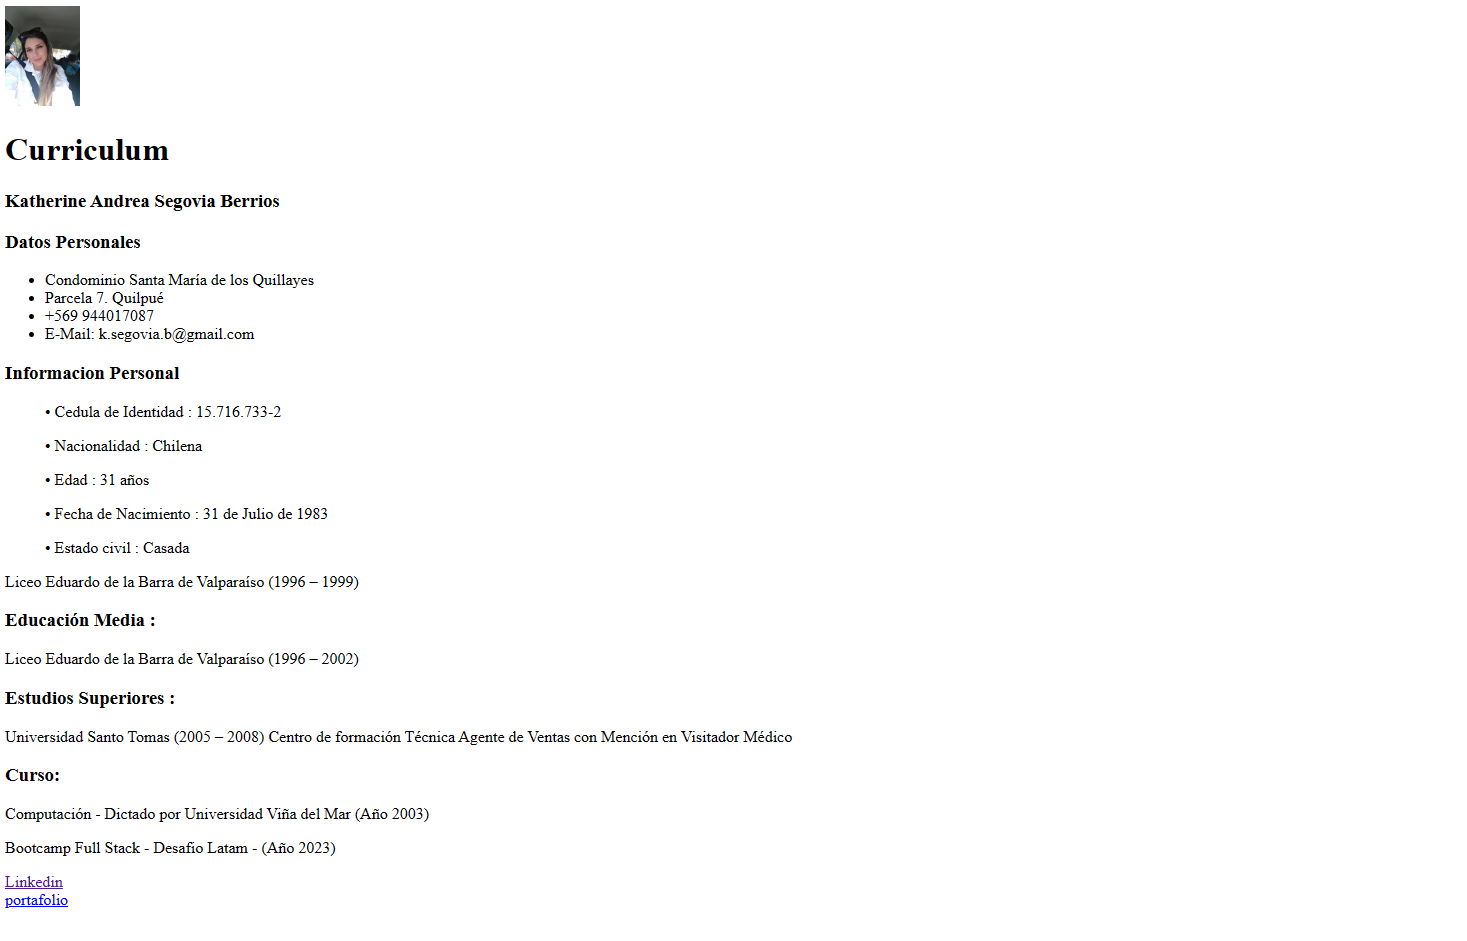 Curriculum
Katherine Andrea Segovia Berrios
Datos Personales
• Condominio Santa María de los Quillayes
• Parcela 7. Quilpué
• +569 944017087
• E-Mail: k.segovia.b@gmail.com
Informacion Personal
• Cedula de Identidad : 15.716.733-2
• Nacionalidad : Chilena
• Edad : 31 años
• Fecha de Nacimiento : 31 de Julio de 1983
• Estado civil : Casada
Liceo Eduardo de la Barra de Valparaíso (1996 – 1999)
Educación Media :
Liceo Eduardo de la Barra de Valparaíso (1996 – 2002)
Estudios Superiores :
Universidad Santo Tomas (2005 – 2008) Centro de formación Técnica Agente de Ventas con Mención en Visitador Médico
Curso:
Computación - Dictado por Universidad Viña del Mar (Año 2003)
Bootcamp Full Stack - Desafio Latam - (Año 2023)
Linkedin
portafolio